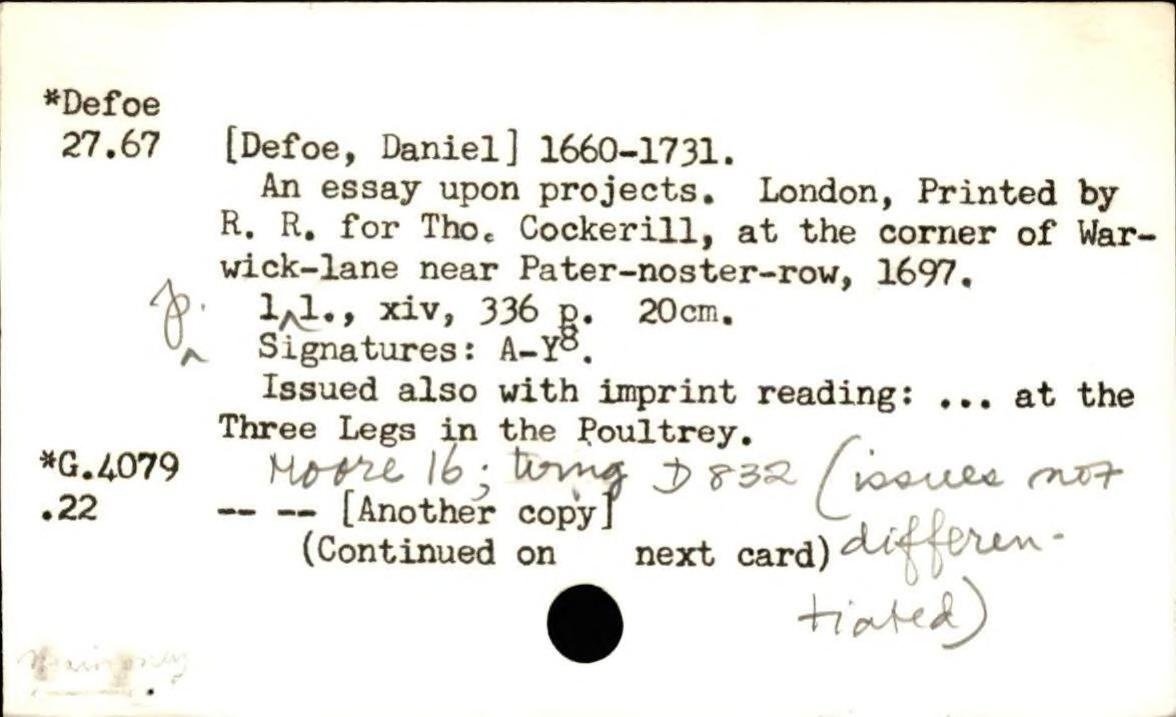 *Defoe
27.67 [Defoe, Daniel] 1660-1731.
An essay upon projects. London, Printed by
R. R. for Tho. Cockerill, at the corner of War-
wick-lane near Pater-noster-row, 1697.
p.
1 ^ l., xiv, 336 p. 20cm.
^
Signatures: A-Y⁸.
Issued also with imprint reading: ... at the
Three Legs in the Poultrey.
*G.4079 Moore 16; Wing D 832 (issues not
.22 -- -- [Another copy]
(Continued on next card) differen-
tiated)